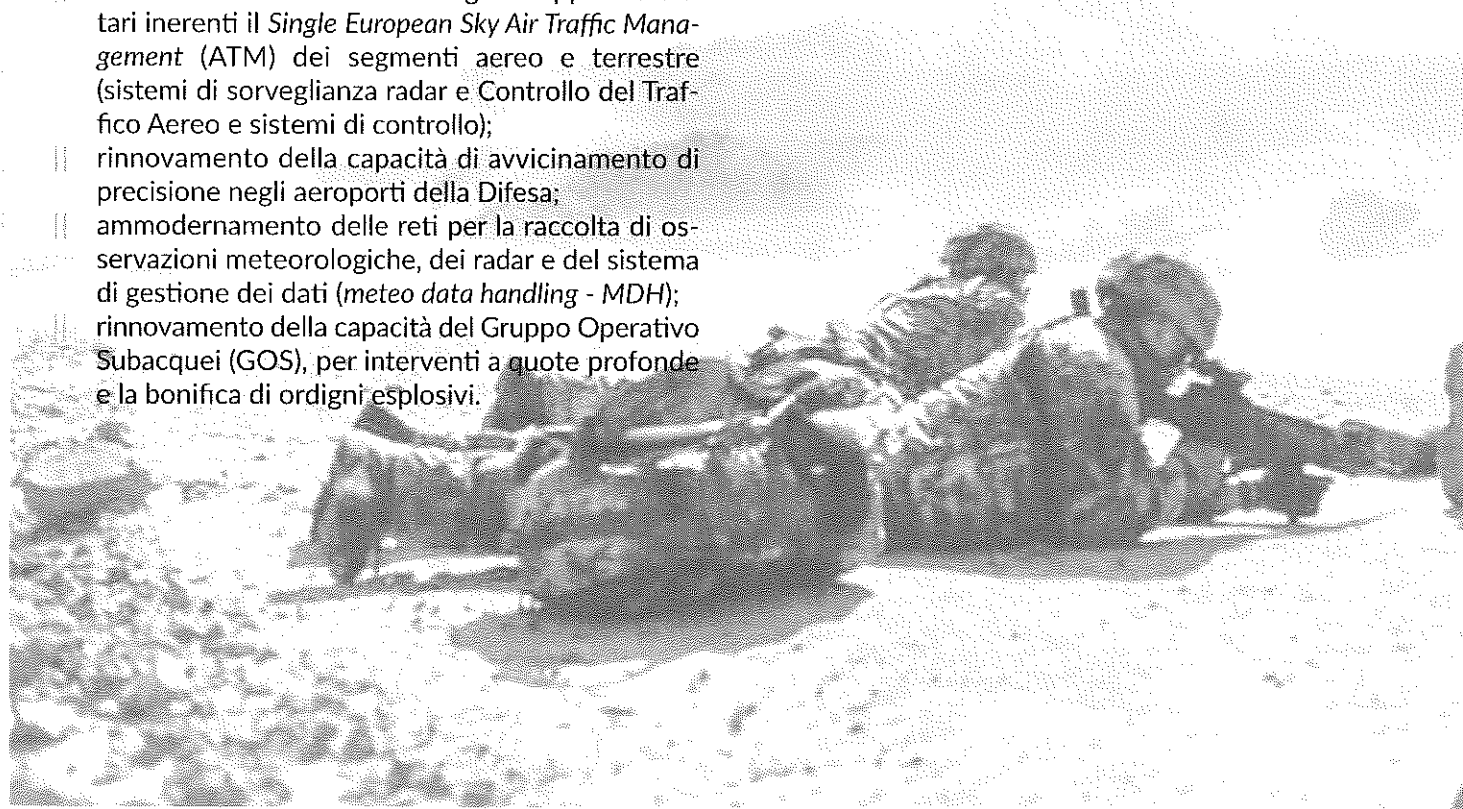 tari inerenti il Single European Sky Air Traffic Mana-
gement (ATM) dei segmenti aereo e terrestre
(sistemi di sorveglianza radar e Controllo del Traf-
fico Aereo e sistemi di controllo);
|| rinnovamento della capacità di avvicinamento di
precisione negli aeroporti della Difesa;
|| ammodernamento delle reti per la raccolta di os-
servazioni meteorologiche, dei radar e del sistema
di gestione dei dati (meteo data handling - MDH);
|| rinnovamento della capacità del Gruppo Operativo
Subacquei (GOS), per interventi a quote profonde
e la bonifica di ordigni esplosivi.